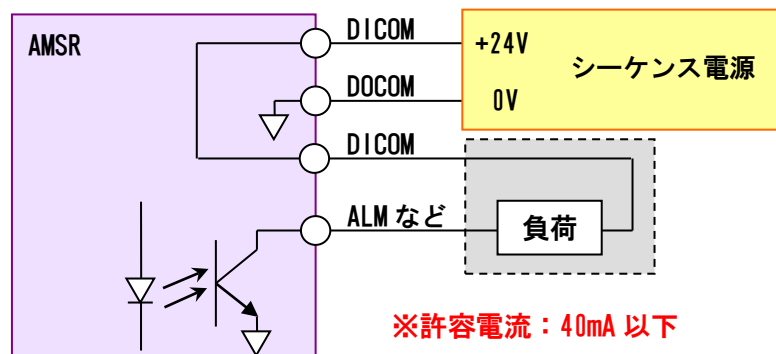 AMSR
DICOM
+24V
シーケンス電源
DOCOM
0V
DICOM
ALM など
負荷
※許容電流：40mA 以下